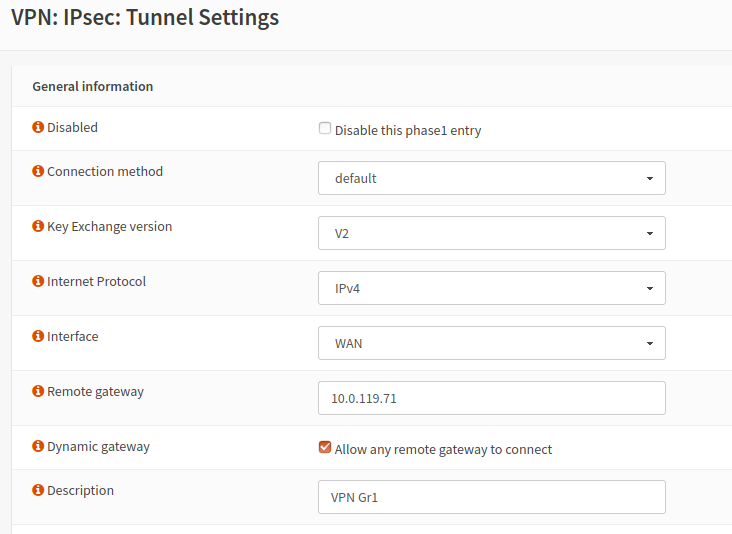 VPN: IPsec: Tunnel Settings
General information
Disabled
Disable this phase1 entry
Connection method
default
Key Exchange version
V2
Internet Protocol
IPv4
Interface
WAN
Remote gateway
10.0.119.71
Dynamic gateway
Allow any remote gateway to connect
Description
VPN Gr1